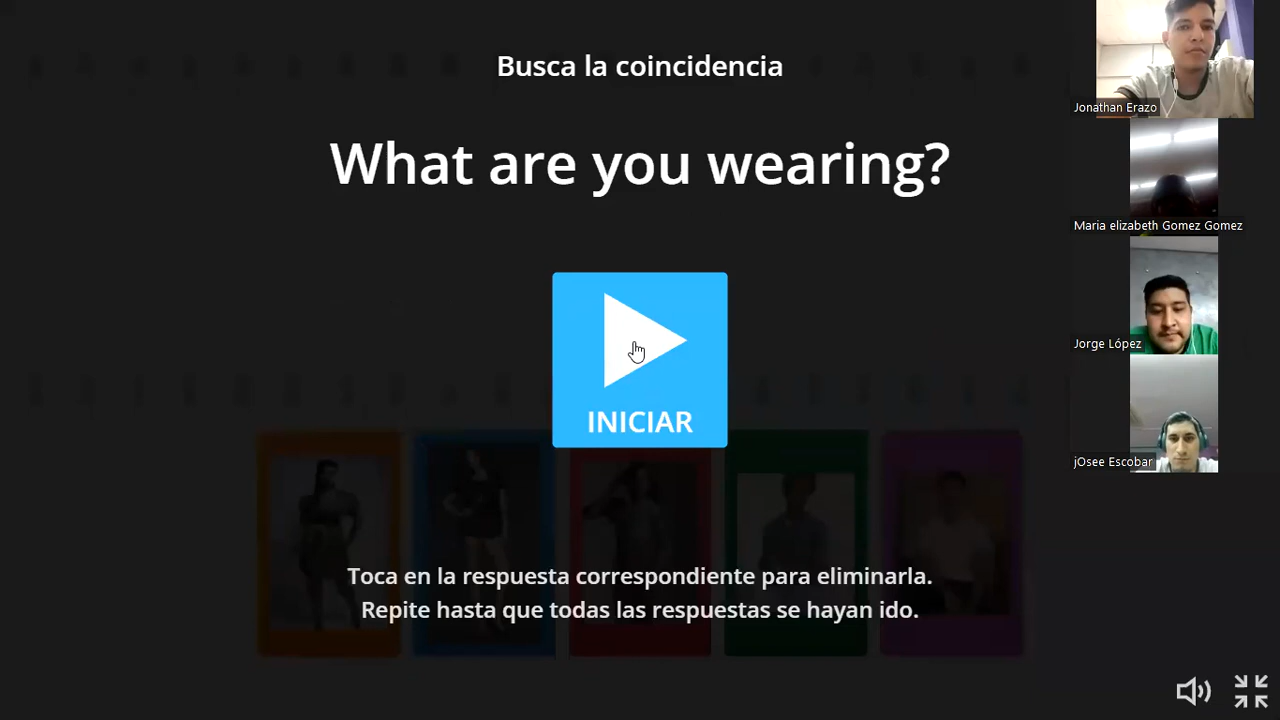 Busca la coincidencia
What are you wearing?
INICIAR
Toca en la respuesta correspondiente para eliminarla.
Repite hasta que todas las respuestas se hayan ido.
Jonathan Erazo
Maria elizabeth Gomez Gomez
Jorge López
jOsee Escobar